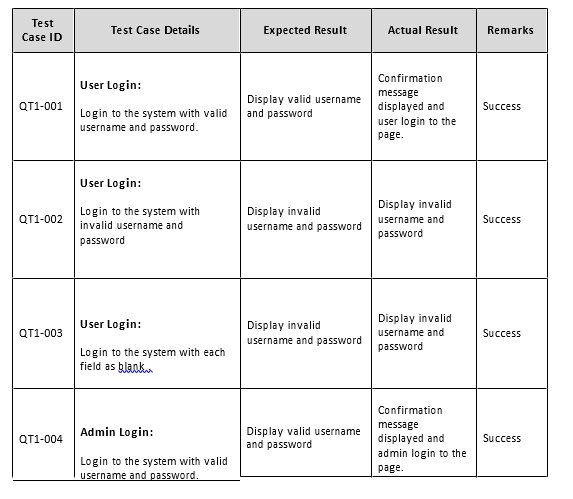 Test
Case ID
Test Case Details
Expected Result
Actual Result
Remarks
QT1-001
User Login:
Login to the system with valid
username and password.
Display valid username
and password
Confirmation
message
displayed and
user login to the
page.
Success
QT1-002
User Login:
Login to the system with
invalid username and
password
Display invalid
username and password
Display invalid
username and
password
Success
QT1-003
User Login:
Login to the system with each
field as blank..
Display invalid
username and password
Display invalid
username and
password
Success
QT1-004
Admin Login:
Login to the system with valid
username and password.
Display valid username
and password
Confirmation
message
displayed and
admin login to the
page.
Success